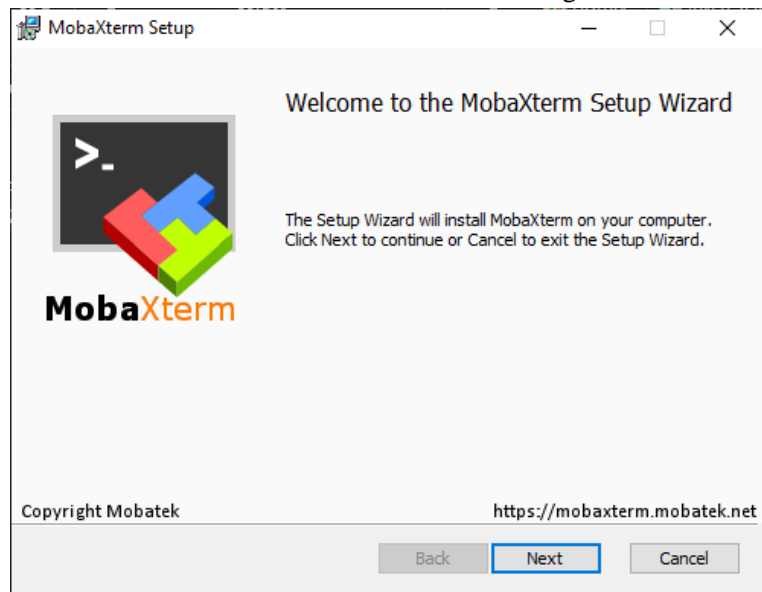 MobaXterm Setup
Welcome to the MobaXterm Setup Wizard
>_
The Setup Wizard will install MobaXterm on your computer.
Click Next to continue or Cancel to exit the Setup Wizard.
MobaXterm
Copyright Mobatek
https://mobaxterm.mobatek.net
Back
Next
Cancel